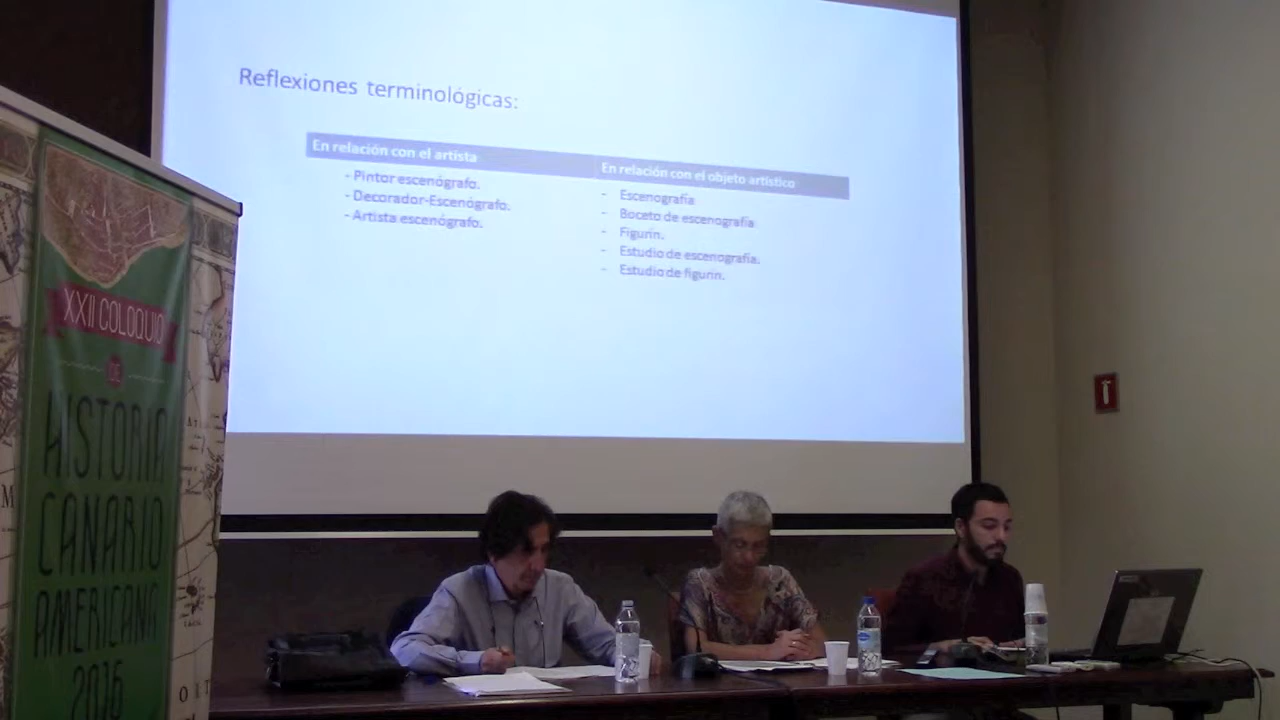 Reflexiones terminológicas:
En relación con el artista
- Pintor escenógrafo.
- Decorador-Escenógrafo.
- Artista escenógrafo.
En relación con el objeto artístico
- Escenografía
- Boceto de escenografía
- Figurín.
- Estudio de escenografía.
- Estudio de figurín.
XXII COLOQUIO
DE
HISTORIA
CANARIO
AMERICANA
2016